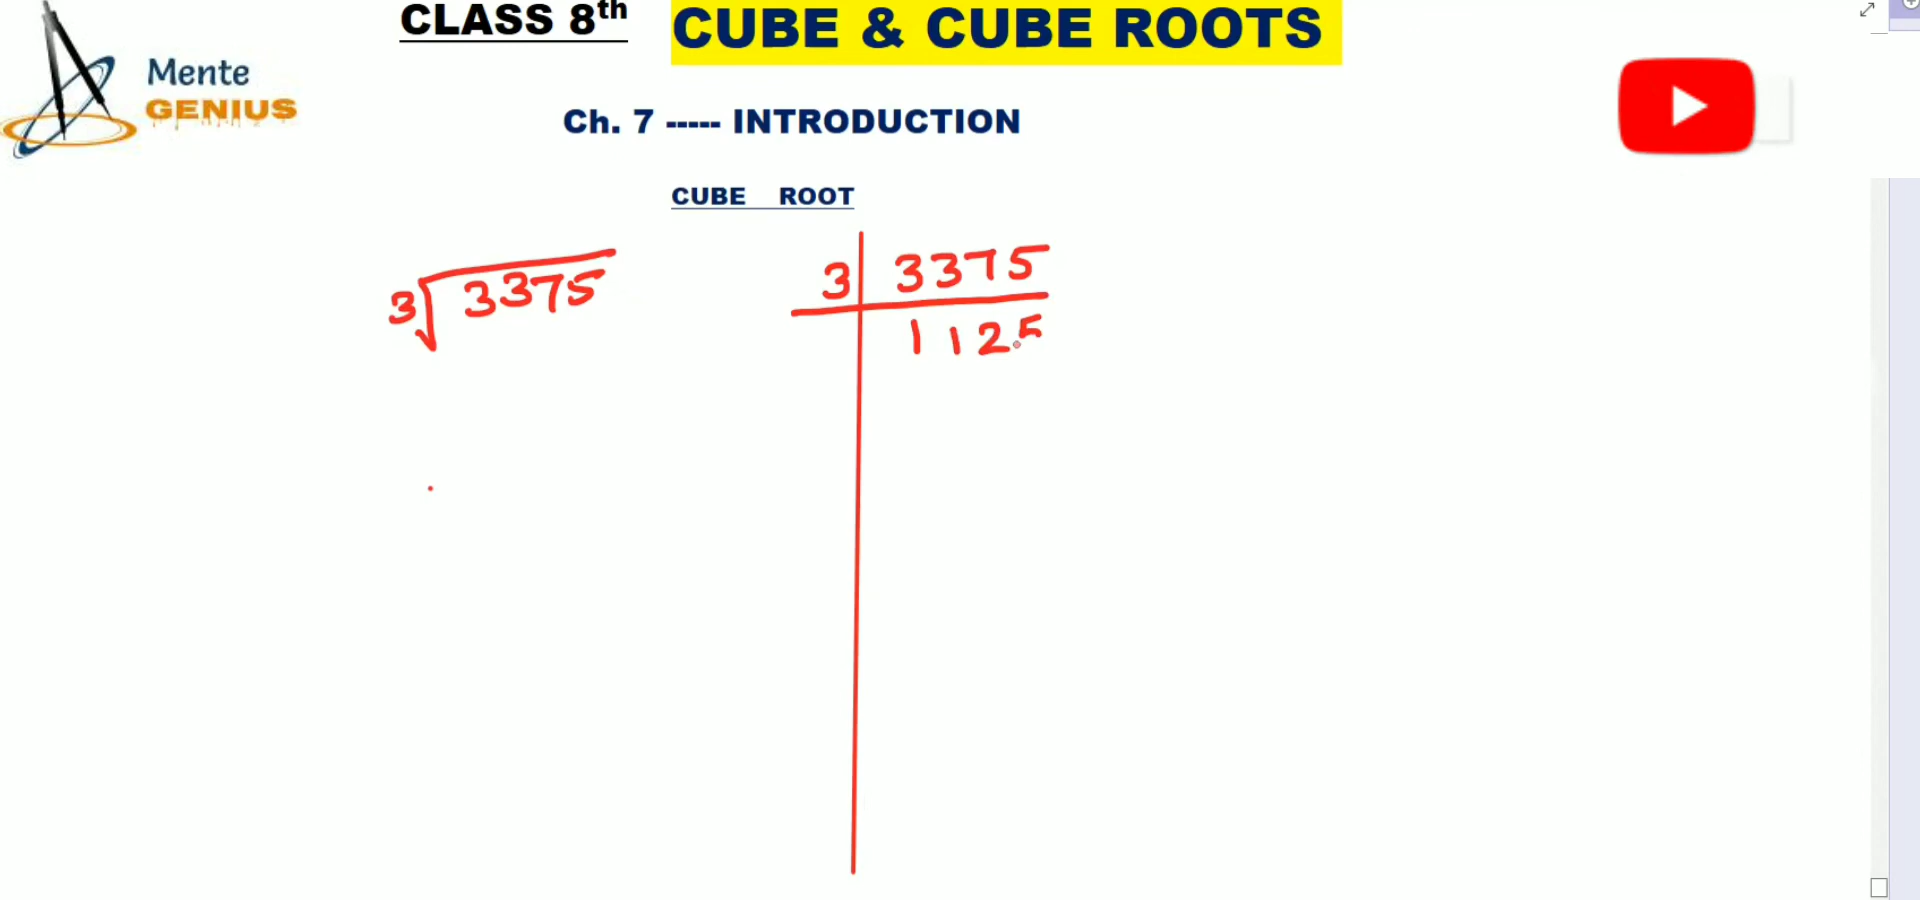 CLASS 8th CUBE & CUBE ROOTS
Mente
GENIUS
Ch. 7 ----- INTRODUCTION
CUBE ROOT
3√3375
3 | 3375
1125